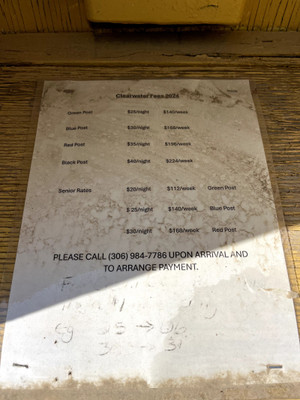 Clearwater Fees 2024
Green Post $25/night $140/week
Blue Post $30/night $168/week
Red Post $35/night $196/week
Black Post $40/night $224/week
Senior Rates $20/night $112/week Green Post
$25/night $140/week Blue Post
$30/night $168/week Red Post
PLEASE CALL (306) 984-7786 UPON ARRIVAL AND
TO ARRANGE PAYMENT.